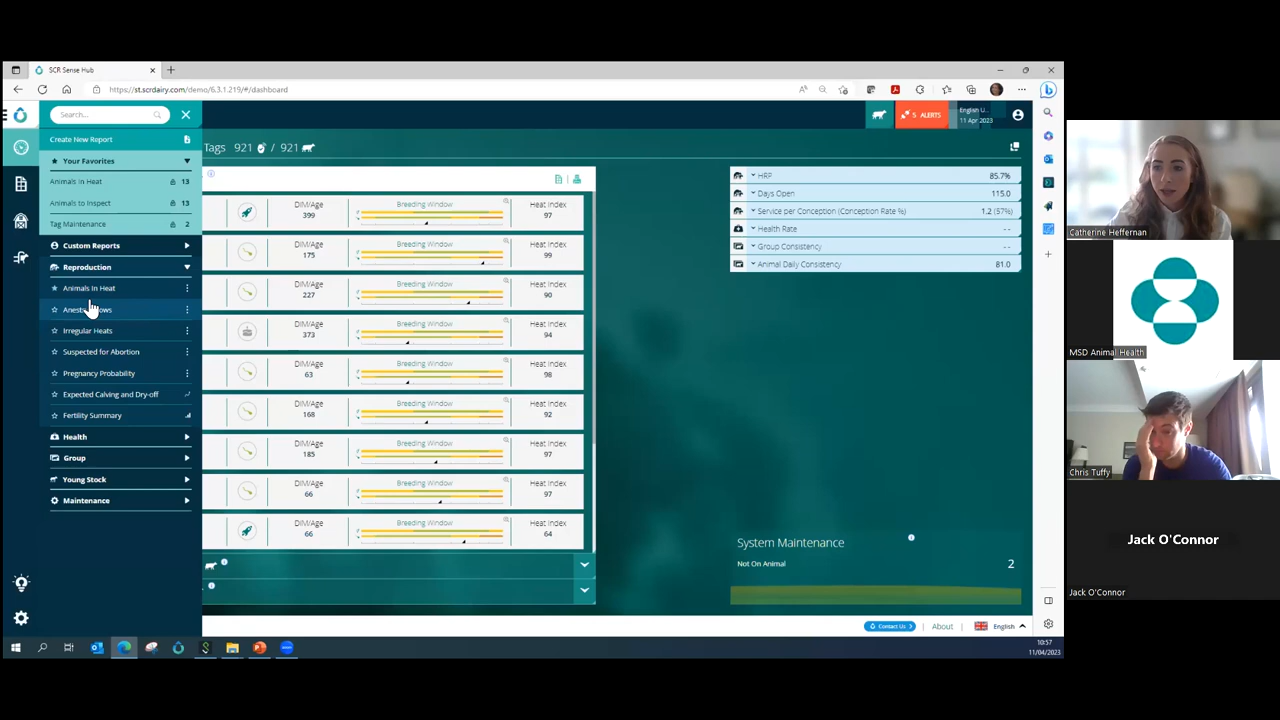 SCR Sense Hub
https://st.scrdairy.com/demo/6.3.1.219/#/dashboard
Search...
Create New Report
Your Favorites
Animals in Heat 13
Animals to Inspect 13
Tag Maintenance 2
Custom Reports
Reproduction
Animals in Heat
Irregular Heats
Suspected for Abortion
Pregnancy Probability
Expected Calving and Dry-off
Fertility Summary
Health
Group
Young Stock
Maintenance
Tags 921 / 921
5. ALERTS
English U...
11 Apr 2023
DIM/Age Breeding Window Heat Index
399 97
DIM/Age Breeding Window Heat Index
175 99
DIM/Age Breeding Window Heat Index
227 90
DIM/Age Breeding Window Heat Index
373 94
DIM/Age Breeding Window Heat Index
63 98
DIM/Age Breeding Window Heat Index
168 92
DIM/Age Breeding Window Heat Index
185 97
DIM/Age Breeding Window Heat Index
66 97
DIM/Age Breeding Window Heat Index
66 64
HRP 85.7%
Days Open 115.0
Service per Conception (Conception Rate %) 1.2 (57%)
Health Rate --
Group Consistency --
Animal Daily Consistency 81.0
System Maintenance
Not On Animal 2
Contact Us
About
English
10:57
11/04/2023
Catherine Heffernan
MSD Animal Health
Chris Tuffy
Jack O'Connor
Jack O'Connor